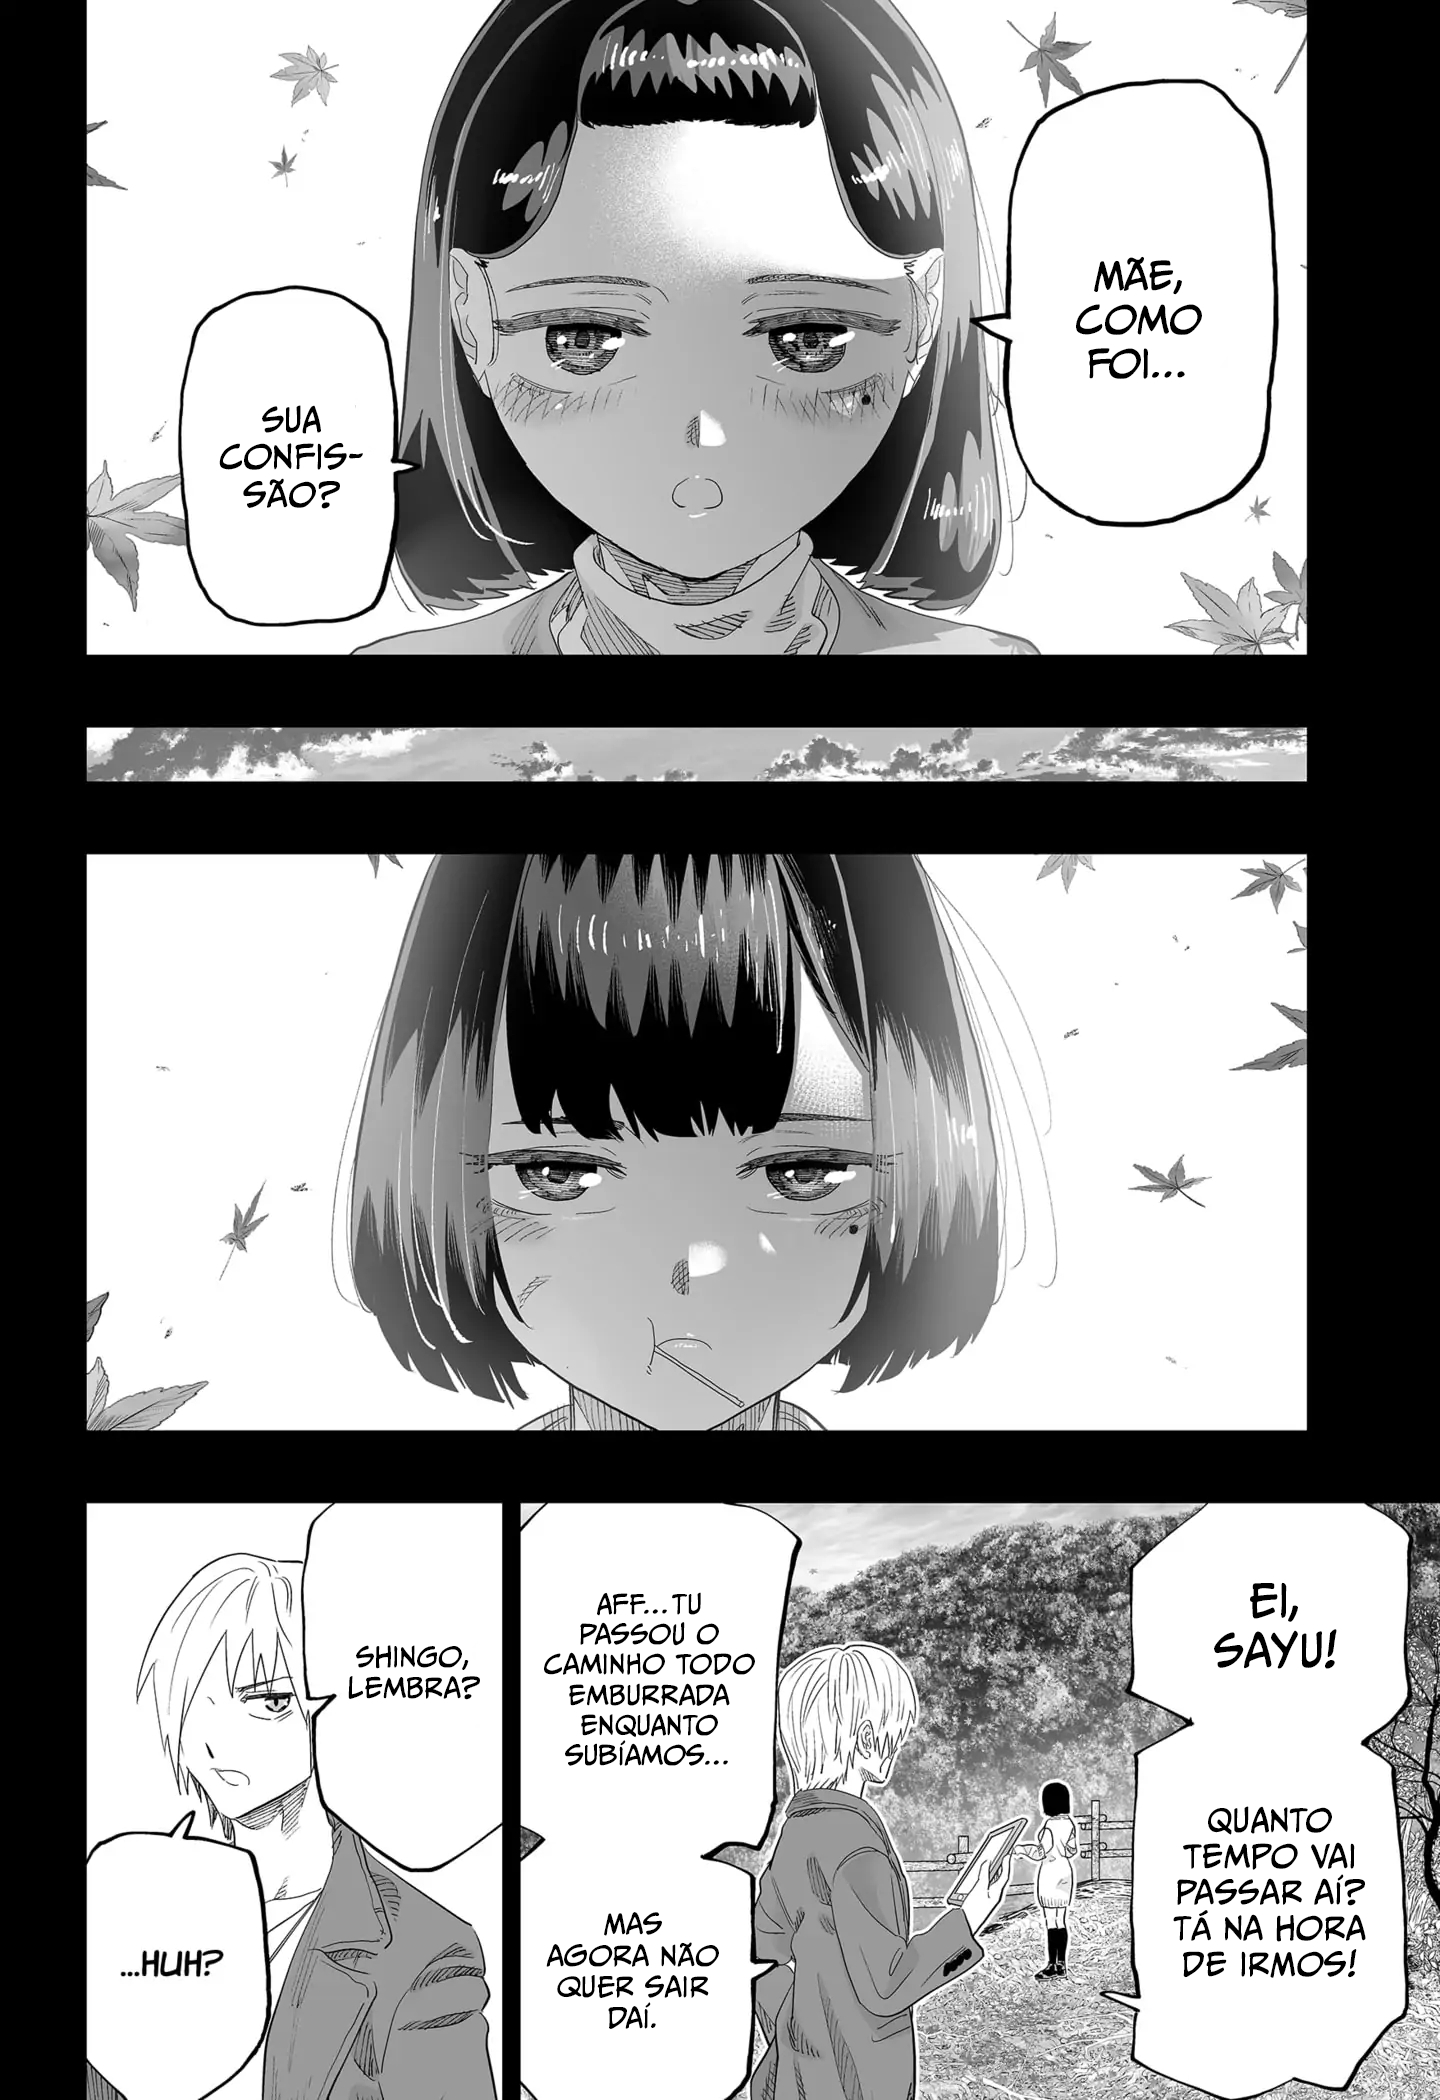 MÃE,
COMO
FOI...
SUA
CONFIS-
SÃO?
EI,
SAYU!
QUANTO
TEMPO VAI
PASSAR AÍ?
TÁ NA HORA
DE IRMOS!
AFF...TU
PASSOU O
CAMINHO TODO
EMBURRADA
ENQUANTO
SUBÍAMOS...
MAS
AGORA NÃO
QUER SAIR
DAÍ.
SHINGO,
LEMBRA?
...HUH?